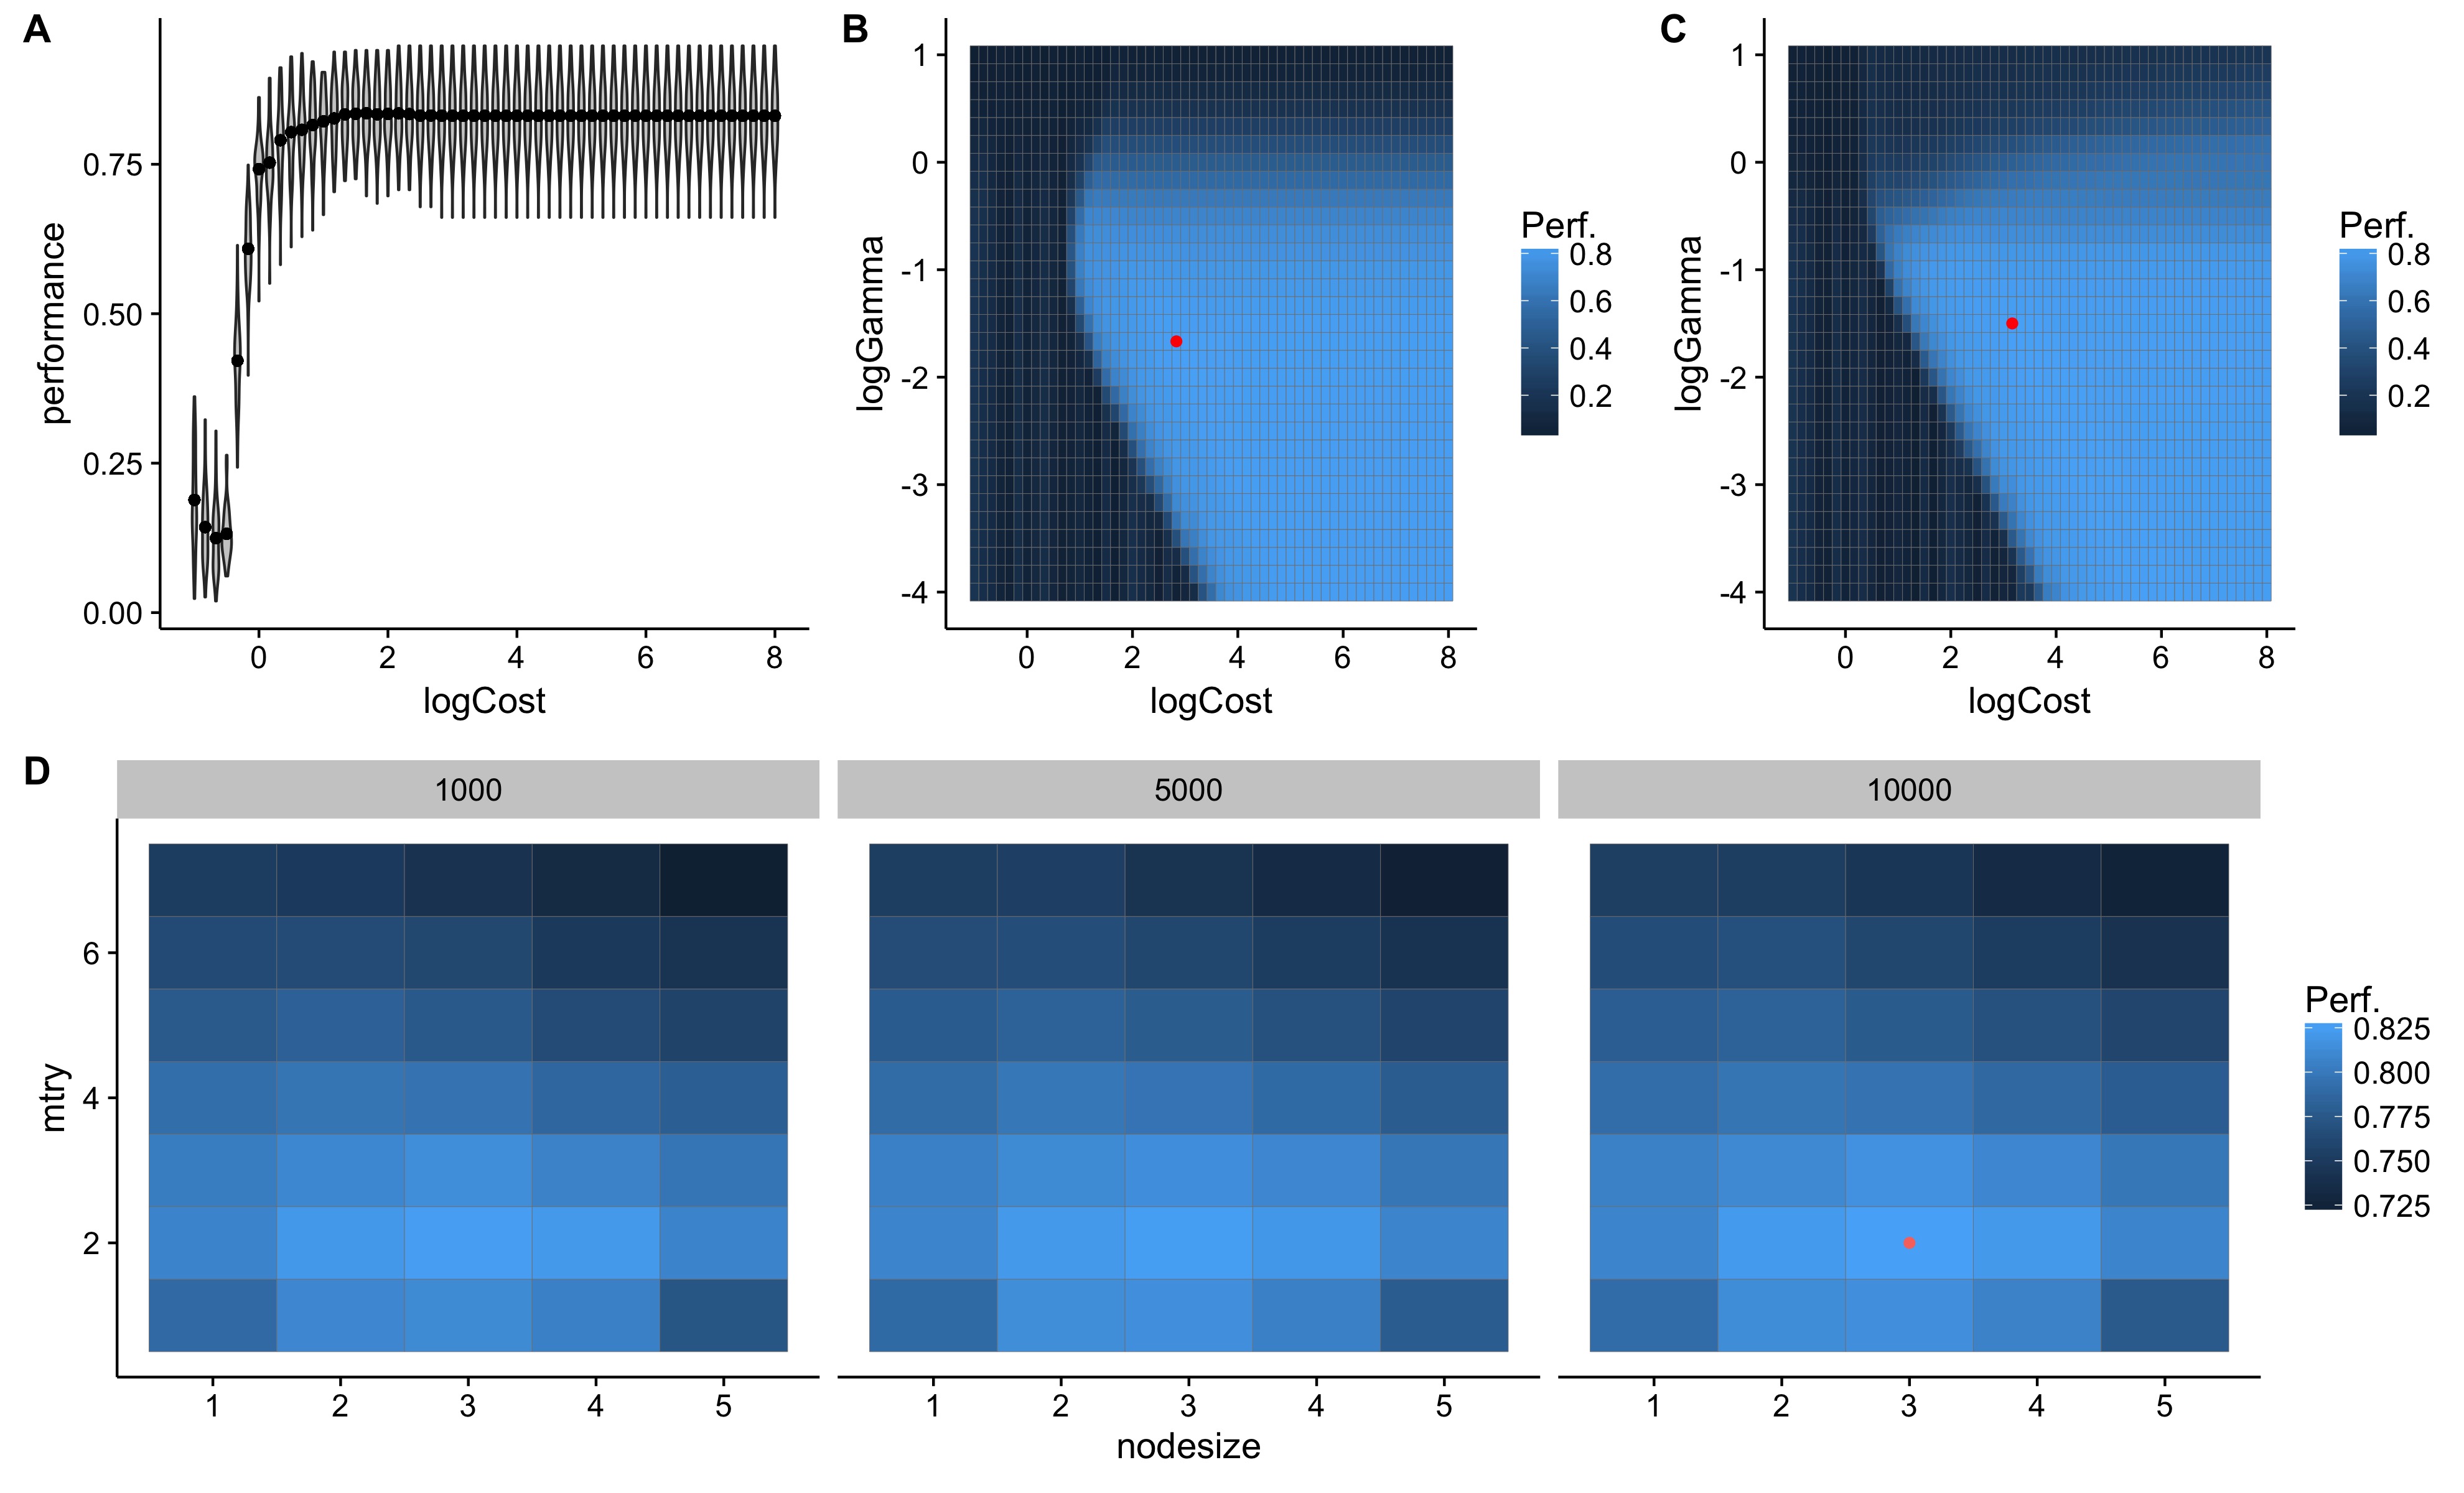 A
performance
0.75
0.50
0.25
0.00
0 2 4 6 8
logCost
B
logGamma
1
0
-1
-2
-3
-4
0 2 4 6 8
logCost
Perf.
0.8
0.6
0.4
0.2
C
logGamma
1
0
-1
-2
-3
-4
0 2 4 6 8
logCost
Perf.
0.8
0.6
0.4
0.2
D
1000 5000 10000
mtry
6
4
2
1 2 3 4 5 1 2 3 4 5 1 2 3 4 5
nodesize
Perf.
0.825
0.800
0.775
0.750
0.725